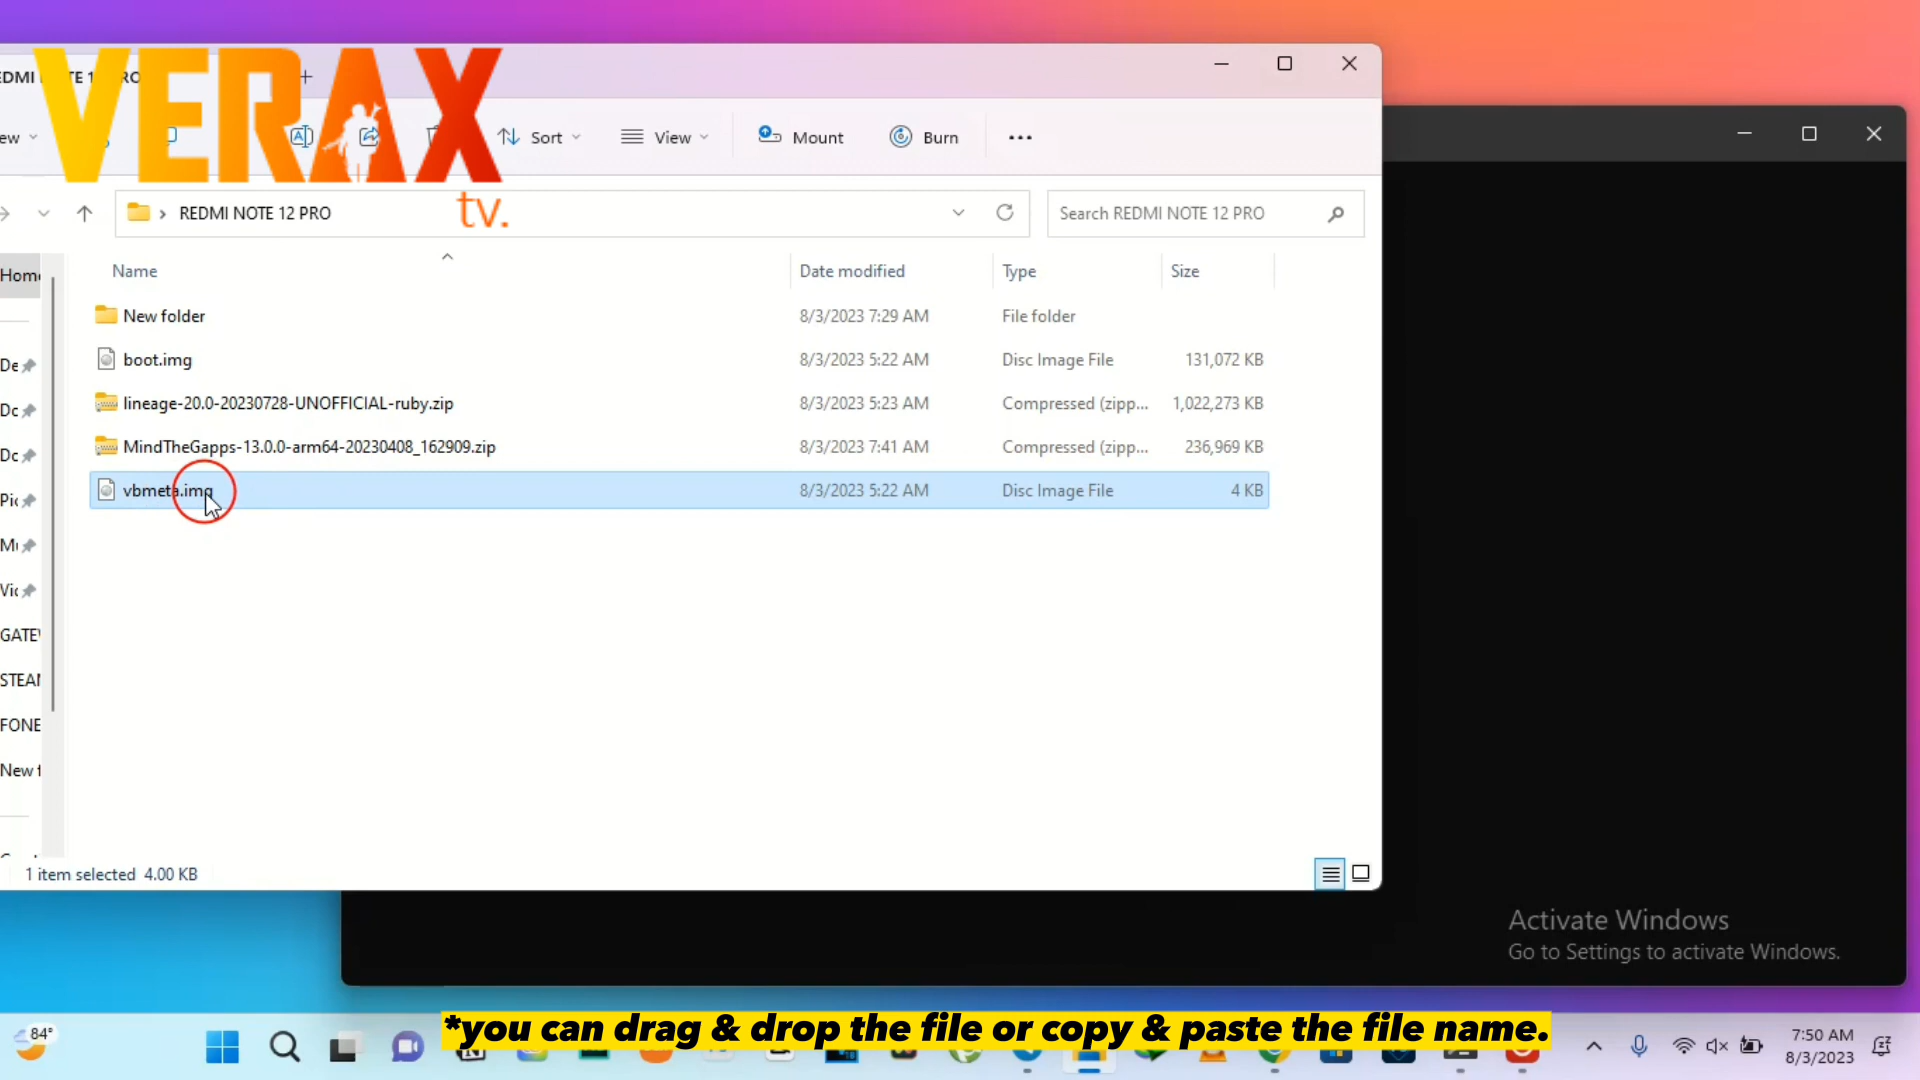 VERAX
tv.
EDMI
TE 1
RO
ew
Sort
View
Mount
Burn
REDMI NOTE 12 PRO
Search REDMI NOTE 12 PRO
Name
Date modified
Type
Size
New folder
8/3/2023 7:29 AM
File folder
boot.img
8/3/2023 5:22 AM
Disc Image File
131,072 KB
lineage-20.0-20230728-UNOFFICIAL-ruby.zip
8/3/2023 5:23 AM
Compressed (zipp...
1,022,273 KB
MindTheGapps-13.0.0-arm64-20230408_162909.zip
8/3/2023 7:41 AM
Compressed (zipp...
236,969 KB
vbmeta.img
8/3/2023 5:22 AM
Disc Image File
4 KB
Home
De
Dc
Dc
Pic
Mu
Vic
GATE
STEA
FONE
New f
1 item selected 4.00 KB
Activate Windows
Go to Settings to activate Windows.
*you can drag & drop the file or copy & paste the file name.
84°
7:50 AM
8/3/2023